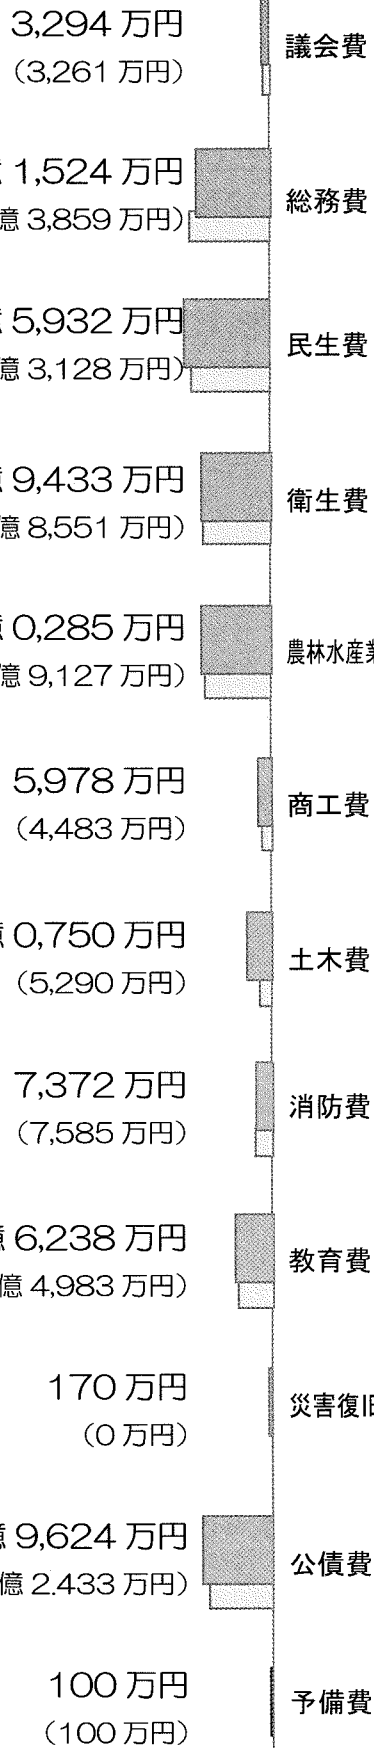 3,294 万円
議会費
（3,261 万円）
億 1,524 万円
総務費
億 3,859 万円）
億 5,932 万円
民生費
億 3,128 万円）
億 9,433 万円
衛生費
億 8,551 万円）
億 0,285 万円
農林水産業
億 9,127 万円）
5,978 万円
商工費
（4,483 万円）
億 0,750 万円
土木費
（5,290 万円）
7,372 万円
消防費
（7,585 万円）
億 6,238 万円
教育費
億 4,983 万円）
170 万円
災害復旧
（0 万円）
億 9,624 万円
公債費
億 2.433 万円）
100 万円
予備費
（100 万円）